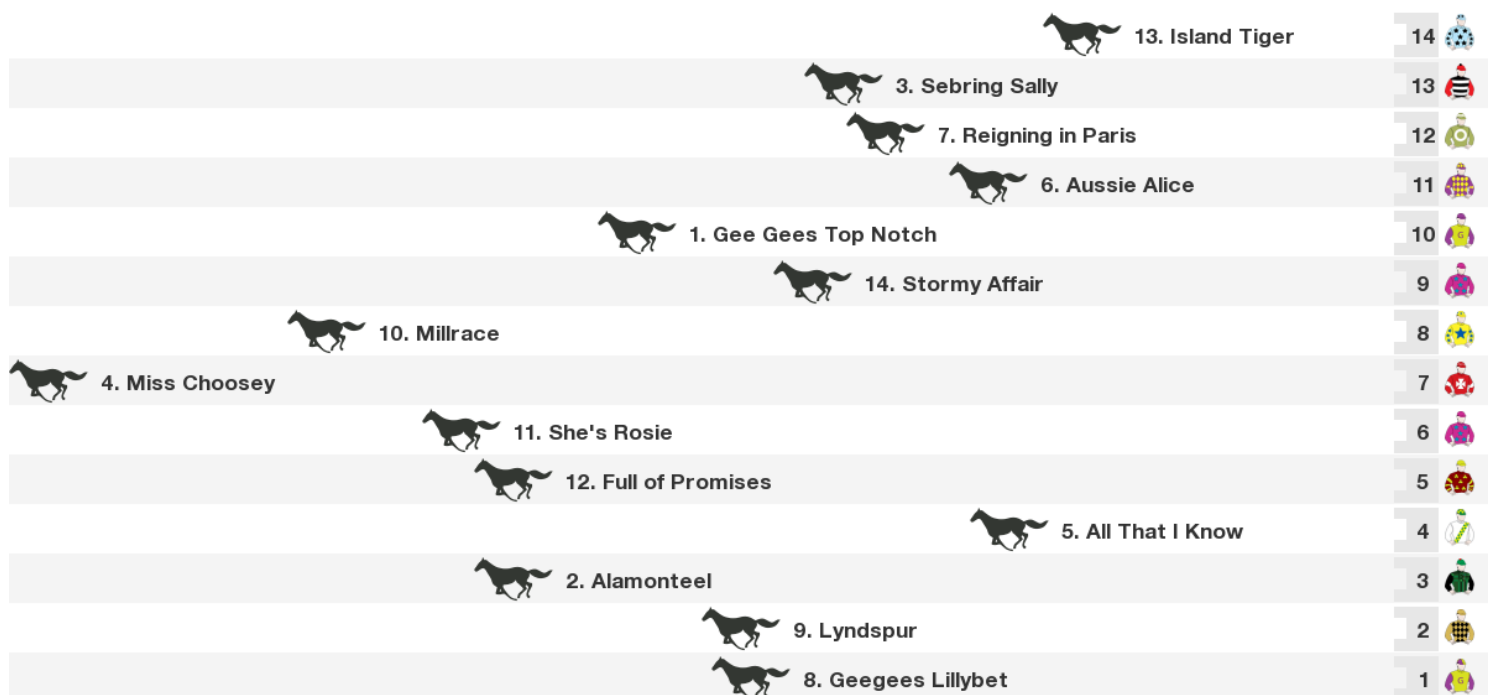 13. Island Tiger 14
3. Sebring Sally 13
7. Reigning in Paris 12
6. Aussie Alice 11
1. Gee Gees Top Notch 10 G
14. Stormy Affair 9
10. Millrace 8
4. Miss Choosey 7
11. She's Rosie 6
12. Full of Promises 5
5. All That I Know 4
2. Alamonteel 3
9. Lyndspur 2
8. Geegees Lillybet 1 G